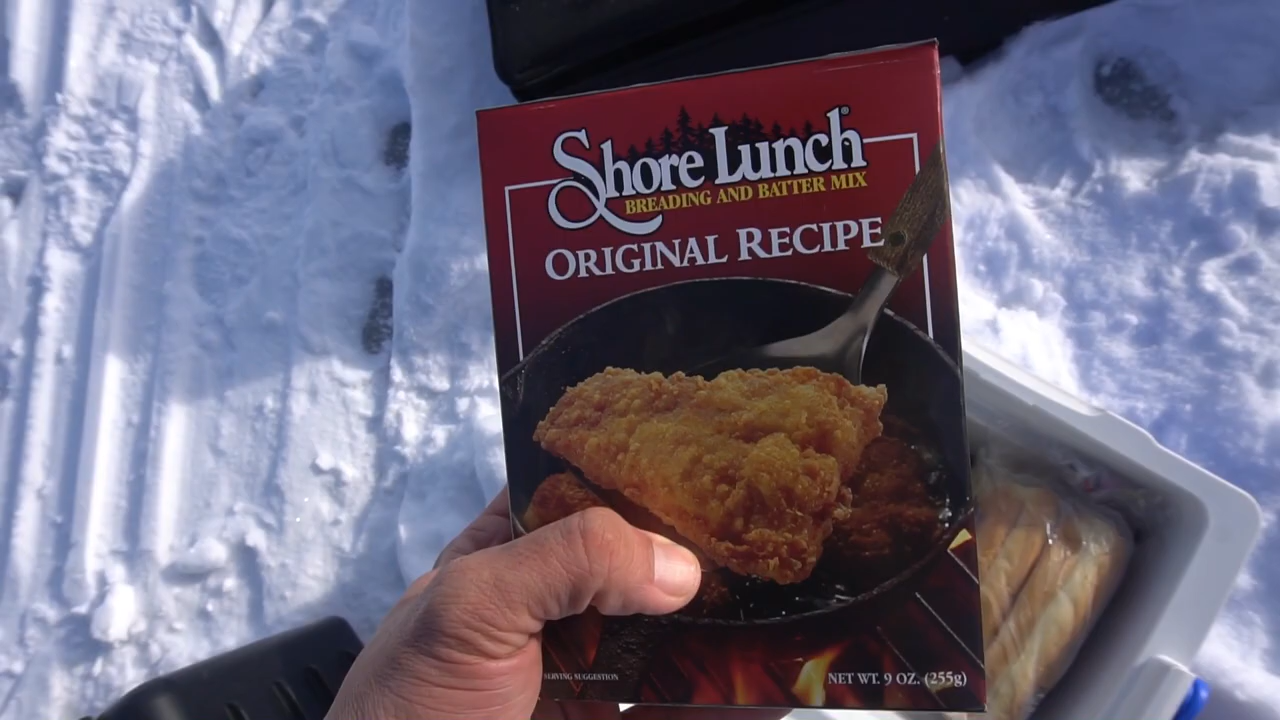 Shore Lunch®
BREADING AND BATTER MIX
ORIGINAL RECIPE
SERVING SUGGESTION
NET WT. 9 OZ. (255g)